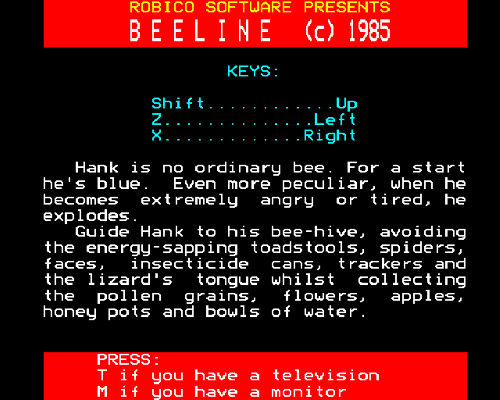 ROBICO SOFTWARE PRESENTS
BEELINE (c) 1985
KEYS:
Shift............Up
Z..............Left
X.............Right
Hank is no ordinary bee. For a start
he's blue. Even more peculiar, when he
becomes extremely angry or tired, he
explodes.
Guide Hank to his bee-hive, avoiding
the energy-sapping toadstools, spiders,
faces, insecticide cans, trackers and
the lizard's tongue whilst collecting
the pollen grains, flowers, apples,
honey pots and bowls of water.
PRESS:
T if you have a television
M if you have a monitor